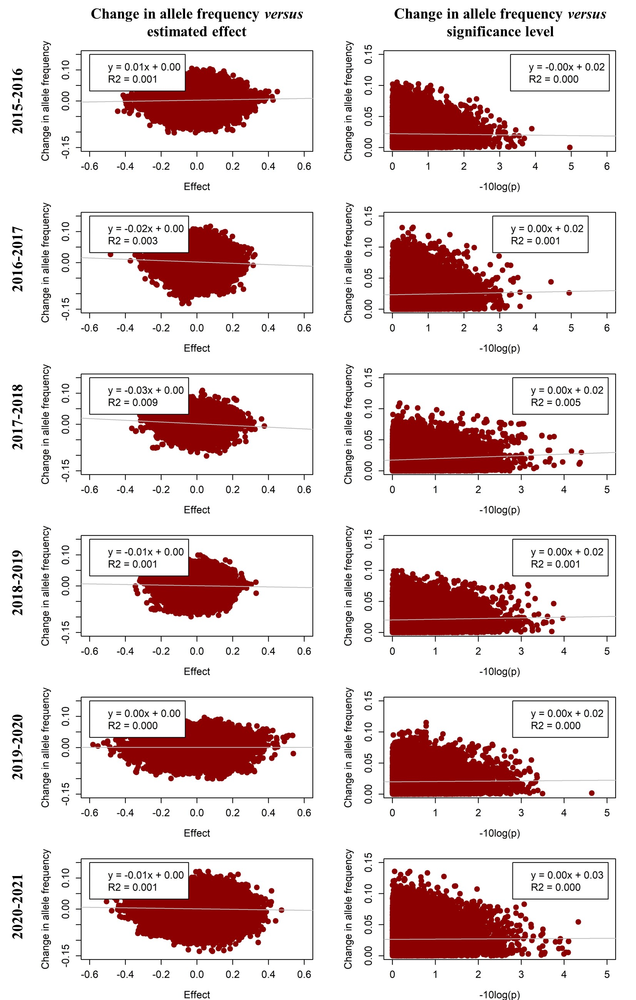 Change in allele frequency versus
estimated effect
Change in allele frequency versus
significance level
2015-2016
Change in allele frequency
-0.15 0.00 0.10
y = 0.01x + 0.00
R2 = 0.001
-0.6 -0.4 -0.2 0.0 0.2 0.4 0.6
Effect
Change in allele frequency
0.00 0.05 0.10 0.15
y = -0.00x + 0.02
R2 = 0.000
0 1 2 3 4 5 6
-10log(p)
2016-2017
Change in allele frequency
-0.15 0.00 0.10
y = -0.02x + 0.00
R2 = 0.003
-0.6 -0.4 -0.2 0.0 0.2 0.4 0.6
Effect
Change in allele frequency
0.00 0.05 0.10 0.15
y = 0.00x + 0.02
R2 = 0.001
0 1 2 3 4 5 6
-10log(p)
2017-2018
Change in allele frequency
-0.15 0.00 0.10
y = -0.03x + 0.00
R2 = 0.009
-0.6 -0.4 -0.2 0.0 0.2 0.4 0.6
Effect
Change in allele frequency
0.00 0.05 0.10 0.15
y = 0.00x + 0.02
R2 = 0.005
0 1 2 3 4 5
-10log(p)
2018-2019
Change in allele frequency
-0.15 0.00 0.10
y = -0.01x + 0.00
R2 = 0.001
-0.6 -0.4 -0.2 0.0 0.2 0.4 0.6
Effect
Change in allele frequency
0.00 0.05 0.10 0.15
y = 0.00x + 0.02
R2 = 0.001
0 1 2 3 4 5
-10log(p)
2019-2020
Change in allele frequency
-0.15 0.00 0.10
y = 0.00x + 0.00
R2 = 0.000
-0.6 -0.4 -0.2 0.0 0.2 0.4 0.6
Effect
Change in allele frequency
0.00 0.05 0.10 0.15
y = 0.00x + 0.02
R2 = 0.000
0 1 2 3 4 5
-10log(p)
2020-2021
Change in allele frequency
-0.15 0.00 0.10
y = -0.01x + 0.00
R2 = 0.001
-0.6 -0.4 -0.2 0.0 0.2 0.4 0.6
Effect
Change in allele frequency
0.00 0.05 0.10 0.15
y = 0.00x + 0.03
R2 = 0.000
0 1 2 3 4 5
-10log(p)